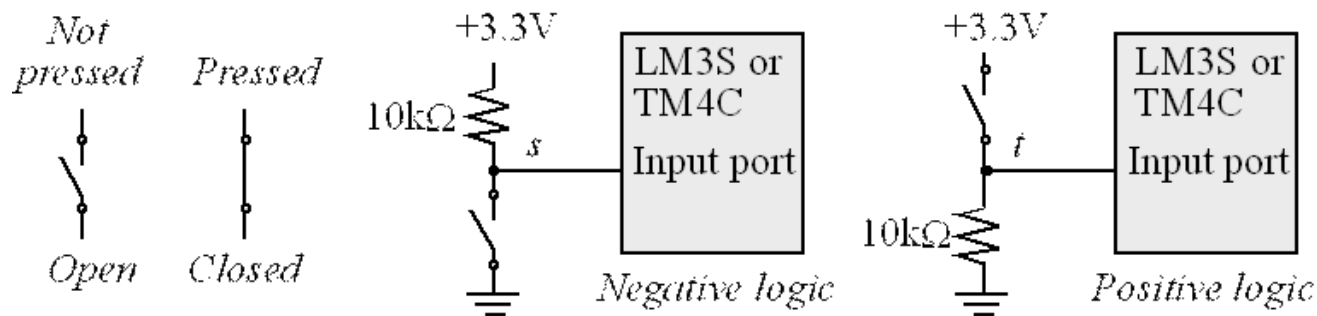 Not
pressed
Pressed
Open
Closed
+3.3V
10kΩ
s
LM3S or
TM4C
Input port
Negative logic
+3.3V
t
10kΩ
LM3S or
TM4C
Input port
Positive logic